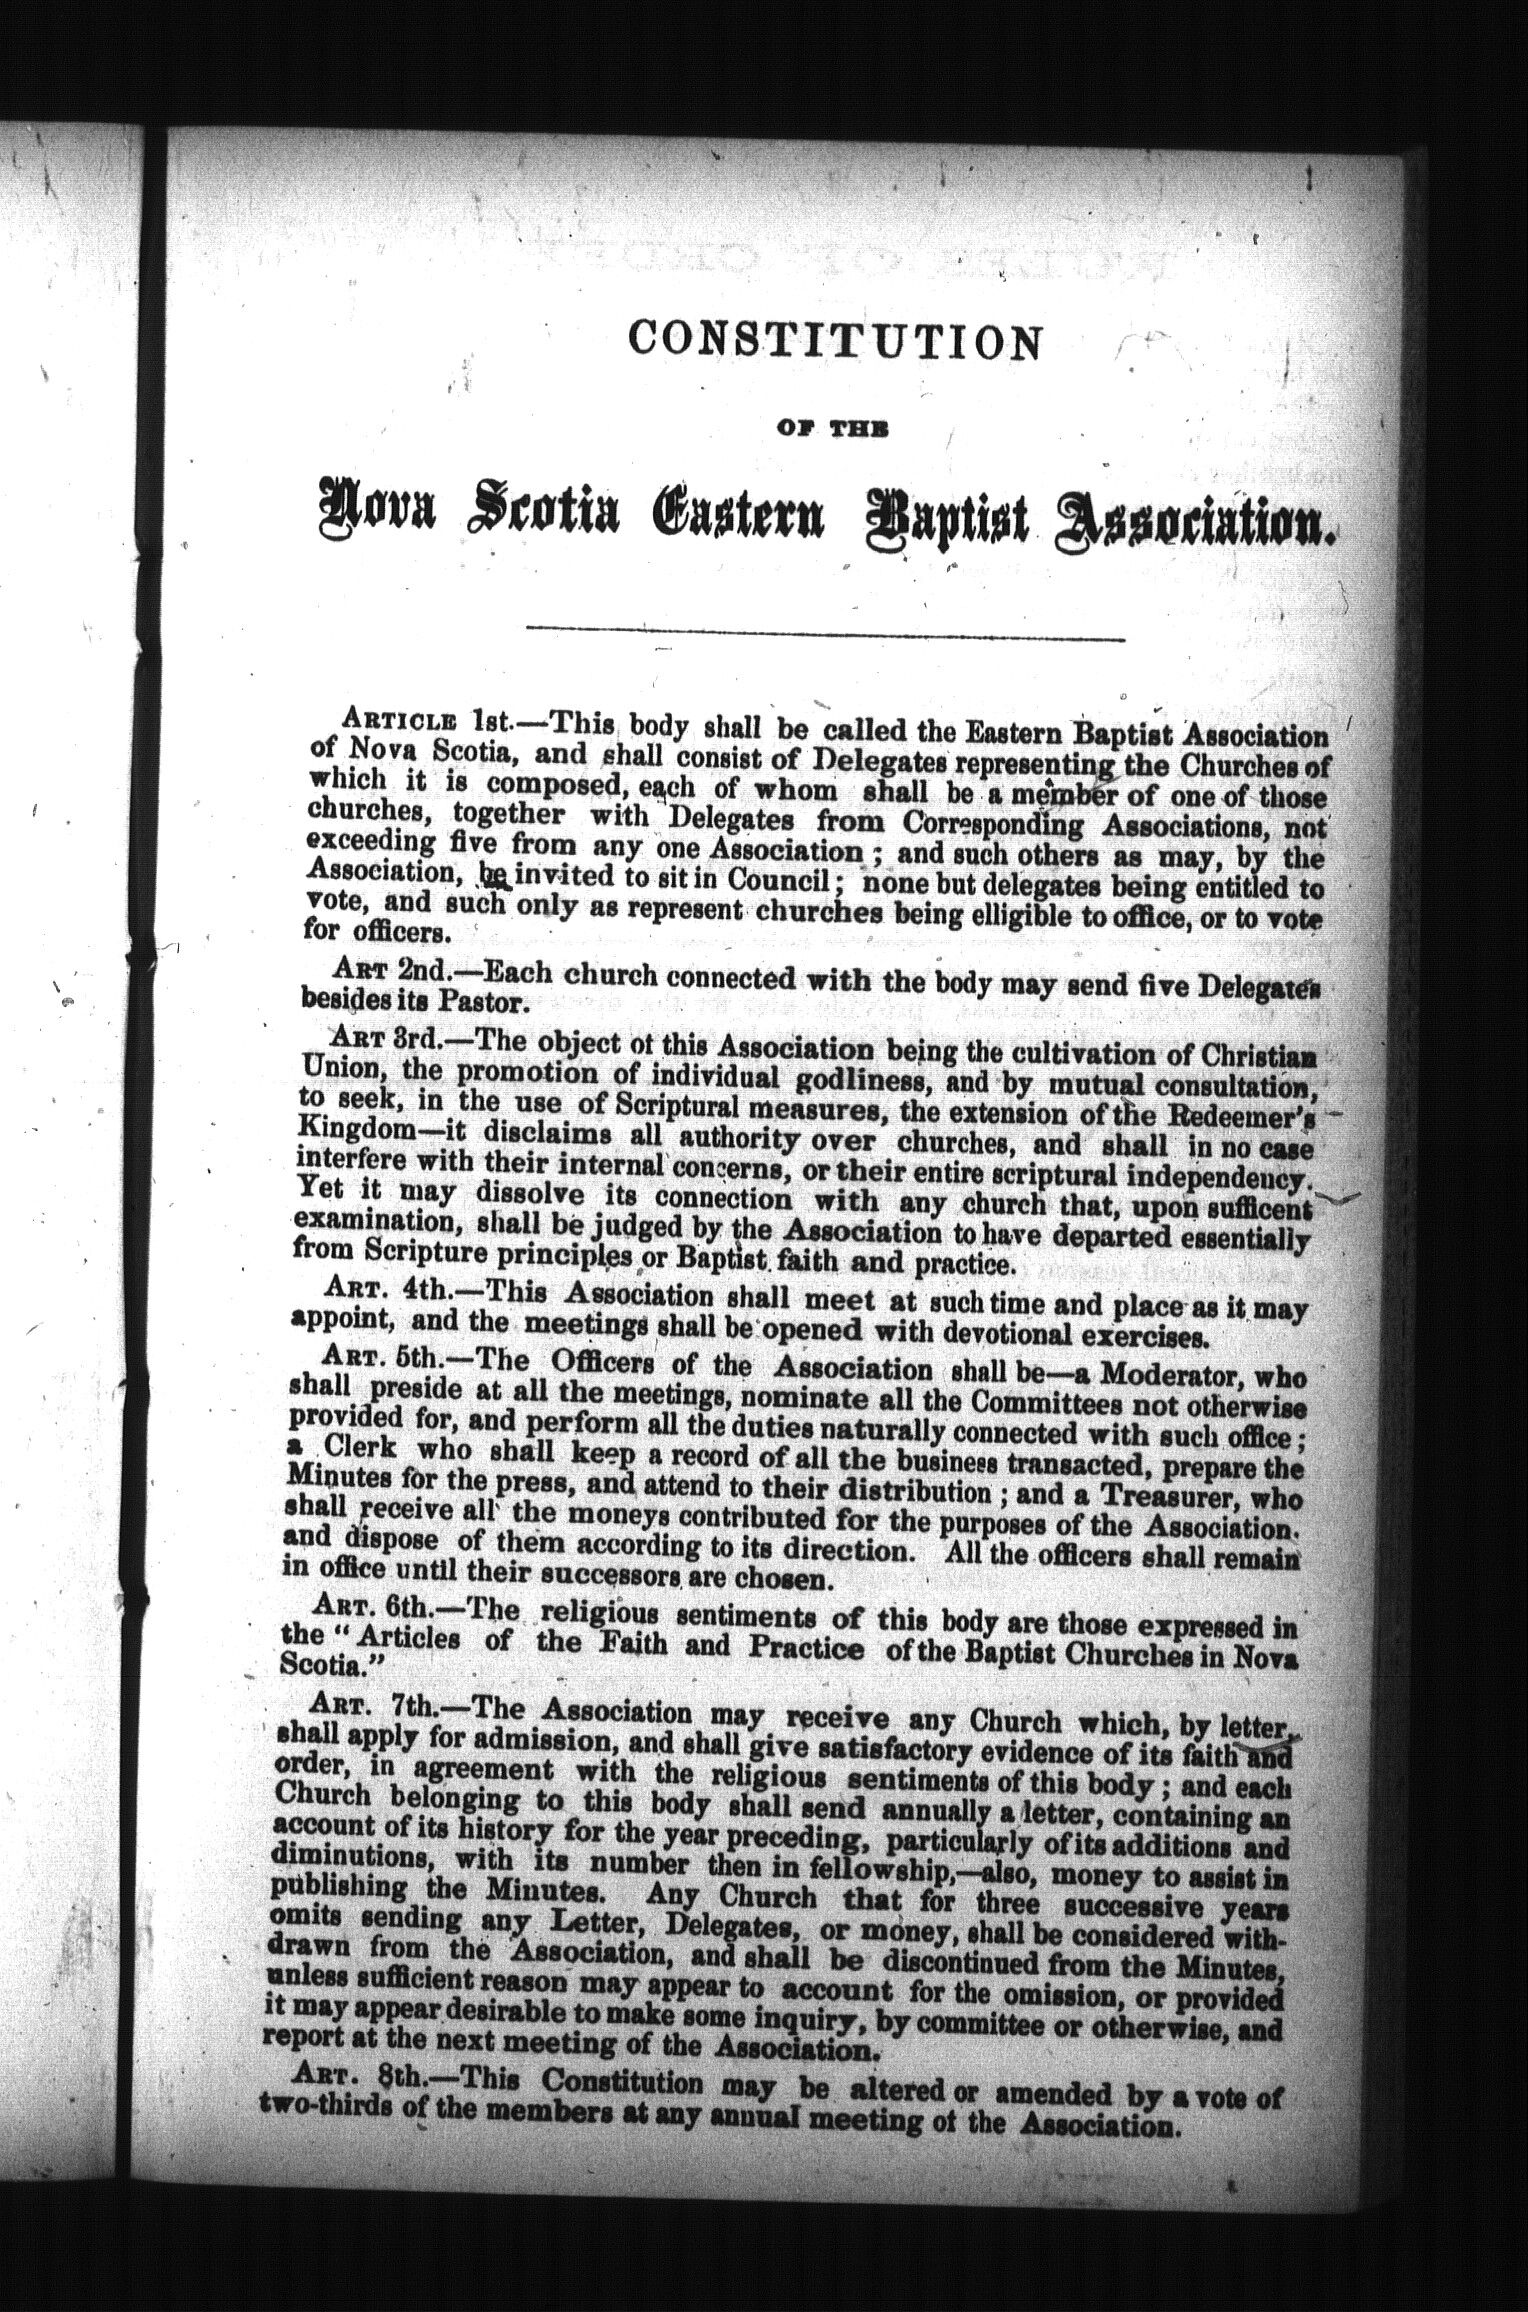 CONSTITUTION
OF THE
Nova Scotia Eastern Baptist Association.
ARTICLE 1st.—This body shall be called the Eastern Baptist Association
of Nova Scotia, and shall consist of Delegates representing the Churches of
which it is composed, each of whom shall be a member of one of those
churches, together with Delegates from Corresponding Associations, not
exceeding five from any one Association ; and such others as may, by the
Association, be invited to sit in Council; none but delegates being entitled to
vote, and such only as represent churches being elligible to office, or to vote
for officers.
ART 2nd.—Each church connected with the body may send five Delegates
besides its Pastor.
ART 3rd.—The object of this Association being the cultivation of Christian
Union, the promotion of individual godliness, and by mutual consultation,
to seek, in the use of Scriptural measures, the extension of the Redeemer's
Kingdom—it disclaims all authority over churches, and shall in no case
interfere with their internal concerns, or their entire scriptural independency.
Yet it may dissolve its connection with any church that, upon sufficent
examination, shall be judged by the Association to have departed essentially
from Scripture principles or Baptist faith and practice.
ART. 4th.—This Association shall meet at such time and place as it may
appoint, and the meetings shall be opened with devotional exercises.
ART. 5th.—The Officers of the Association shall be—a Moderator, who
shall preside at all the meetings, nominate all the Committees not otherwise
provided for, and perform all the duties naturally connected with such office ;
a Clerk who shall keep a record of all the business transacted, prepare the
Minutes for the press, and attend to their distribution ; and a Treasurer, who
shall receive all the moneys contributed for the purposes of the Association.
and dispose of them according to its direction. All the officers shall remain
in office until their successors are chosen.
ART. 6th.—The religious sentiments of this body are those expressed in
the "Articles of the Faith and Practice of the Baptist Churches in Nova
Scotia."
ART. 7th.—The Association may receive any Church which, by letter,
shall apply for admission, and shall give satisfactory evidence of its faith and
order, in agreement with the religious sentiments of this body ; and each
Church belonging to this body shall send annually a letter, containing an
account of its history for the year preceding, particularly of its additions and
diminutions, with its number then in fellowship,—also, money to assist in
publishing the Minutes. Any Church that for three successive years
omits sending any Letter, Delegates, or money, shall be considered with-
drawn from the Association, and shall be discontinued from the Minutes,
unless sufficient reason may appear to account for the omission, or provided
it may appear desirable to make some inquiry, by committee or otherwise, and
report at the next meeting of the Association.
ART. 8th.—This Constitution may be altered or amended by a vote of
two-thirds of the members at any annual meeting of the Association.